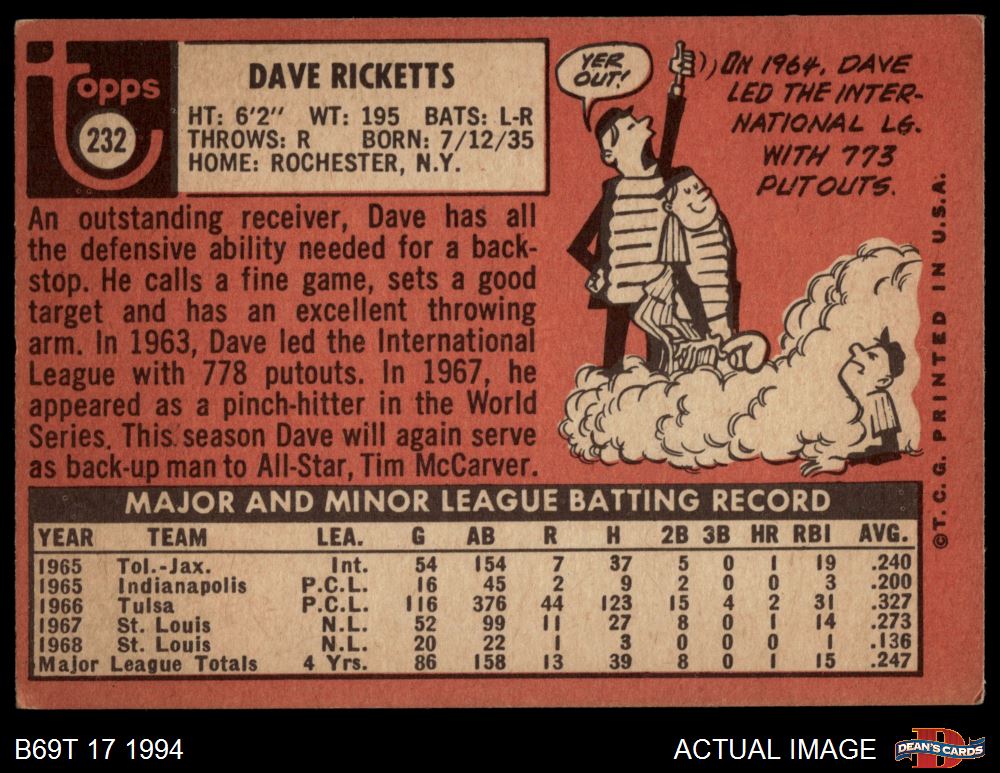 Topps
232
DAVE RICKETTS
HT: 6'2" WT: 195 BATS: L-R
THROWS: R BORN: 7/12/35
HOME: ROCHESTER, N.Y.
YER
OUT!
IN 1964, DAVE
LED THE INTER-
NATIONAL LG.
WITH 773
PUTOUTS.
An outstanding receiver, Dave has all
the defensive ability needed for a back-
stop. He calls a fine game, sets a good
target and has an excellent throwing
arm. In 1963, Dave led the International
League with 778 putouts. In 1967, he
appeared as a pinch-hitter in the World
Series. This season Dave will again serve
as back-up man to All-Star, Tim McCarver.
©T.C.G. PRINTED IN U.S.A.
MAJOR AND MINOR LEAGUE BATTING RECORD
YEAR TEAM LEA. G AB R H 2B 3B HR RBI AVG.
1965 Tol.-Jax. Int. 54 154 7 37 5 0 1 19 .240
1965 Indianapolis P.C.L. 16 45 2 9 2 0 0 3 .200
1966 Tulsa P.C.L. 116 376 44 123 15 4 2 31 .327
1967 St. Louis N.L. 52 99 11 27 8 0 1 14 .273
1968 St. Louis N.L. 20 22 1 3 0 0 0 1 .136
Major League Totals 4 Yrs. 86 158 13 39 8 0 1 15 .247
B69T 17 1994
ACTUAL IMAGE
D
DEAN'S CARDS